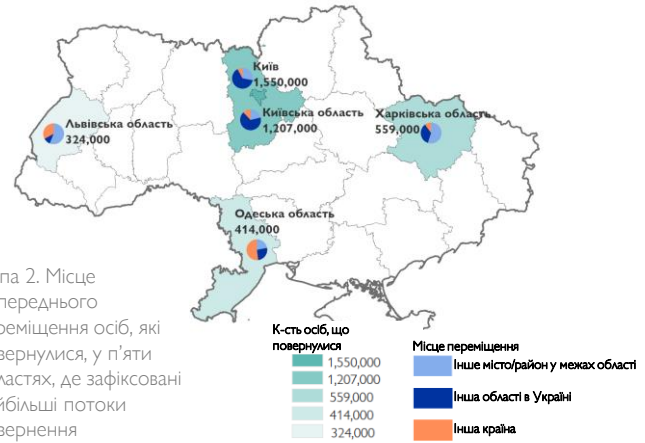 Київ
1,550,000
Київська область
1,207,000
Харківська область
559,000
Львівська область
324,000
Одеська область
414,000
па 2. Місце
переднього
реміщення осіб, які
вернулися, у п’яти
ластях, де зафіксовані
йбільші потоки
вернення
К-сть осіб, що
повернулися
1,550,000
1,207,000
559,000
414,000
324,000
Місце переміщення
Інше місто/район у межах області
Інша області в Україні
Інша країна